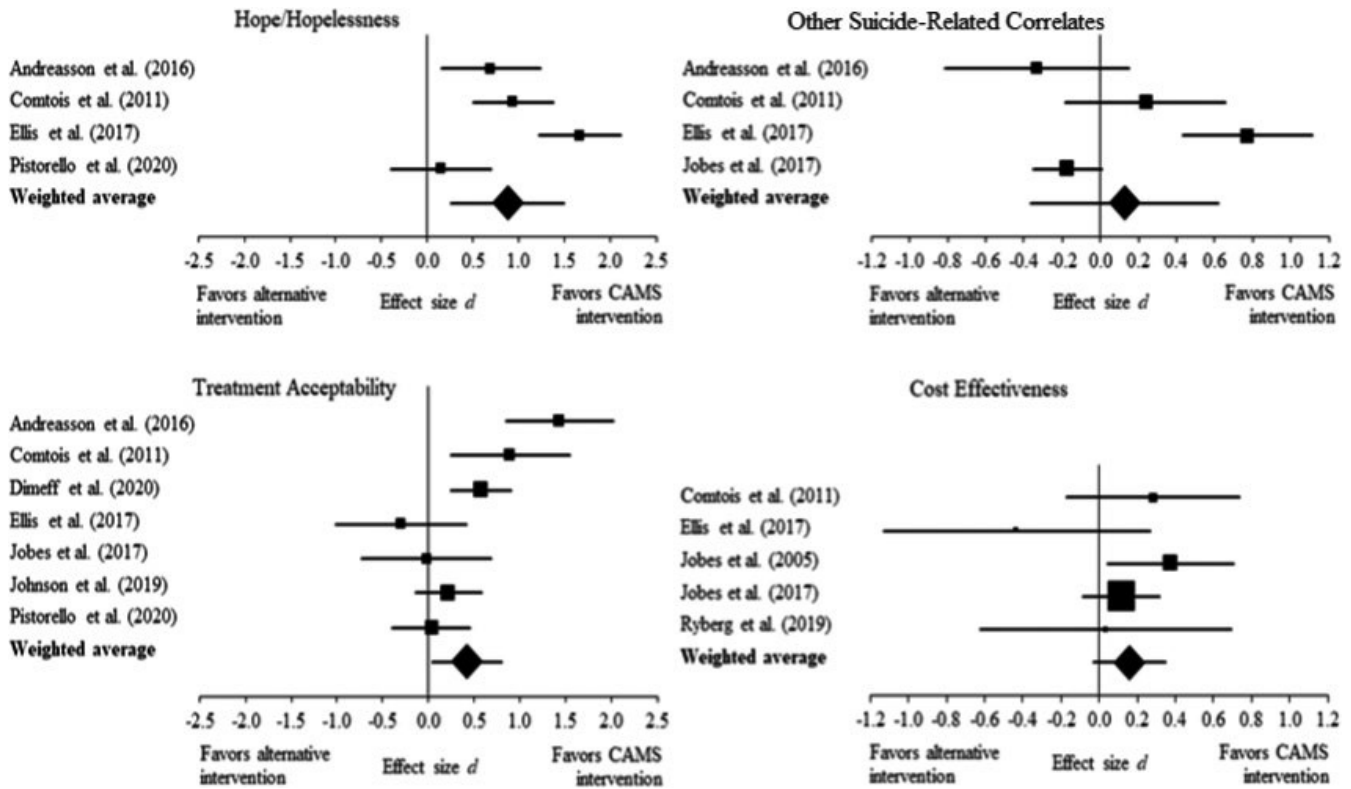 Hope/Hopelessness
Andreasson et al. (2016)
Comtois et al. (2011)
Ellis et al. (2017)
Pistorello et al. (2020)
Weighted average
-2.5 -2.0 -1.5 -1.0 -0.5 0.0 0.5 1.0 1.5 2.0 2.5
Favors alternative
intervention
Effect size d
Favors CAMS
intervention
Other Suicide-Related Correlates
Andreasson et al. (2016)
Comtois et al. (2011)
Ellis et al. (2017)
Jobes et al. (2017)
Weighted average
-1.2 -1.0 -0.8 -0.6 -0.4 -0.2 0.0 0.2 0.4 0.6 0.8 1.0 1.2
Favors alternative
intervention
Effect size d
Favors CAMS
intervention
Treatment Acceptability
Andreasson et al. (2016)
Comtois et al. (2011)
Dimeff et al. (2020)
Ellis et al. (2017)
Jobes et al. (2017)
Johnson et al. (2019)
Pistorello et al. (2020)
Weighted average
-2.5 -2.0 -1.5 -1.0 -0.5 0.0 0.5 1.0 1.5 2.0 2.5
Favors alternative
intervention
Effect size d
Favors CAMS
intervention
Cost Effectiveness
Comtois et al. (2011)
Ellis et al. (2017)
Jobes et al. (2005)
Jobes et al. (2017)
Ryberg et al. (2019)
Weighted average
-1.2 -1.0 -0.8 -0.6 -0.4 -0.2 0.0 0.2 0.4 0.6 0.8 1.0 1.2
Favors alternative
intervention
Effect size d
Favors CAMS
intervention